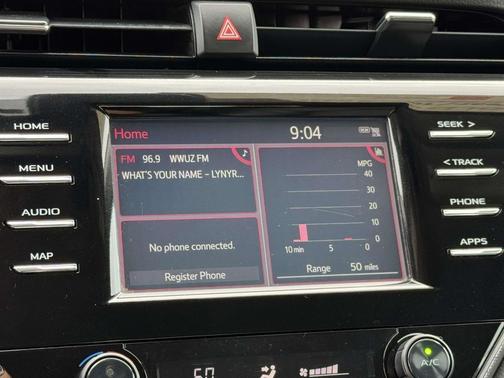 HOME
MENU
AUDIO
MAP
Home
9:04
FM 96.9 WWUZ FM
WHAT'S YOUR NAME - LYNYR...
No phone connected.
Register Phone
MPG
40
30
20
10
0
10 min 5 0
Range 50 miles
SEEK >
< TRACK
PHONE
APPS
A/C